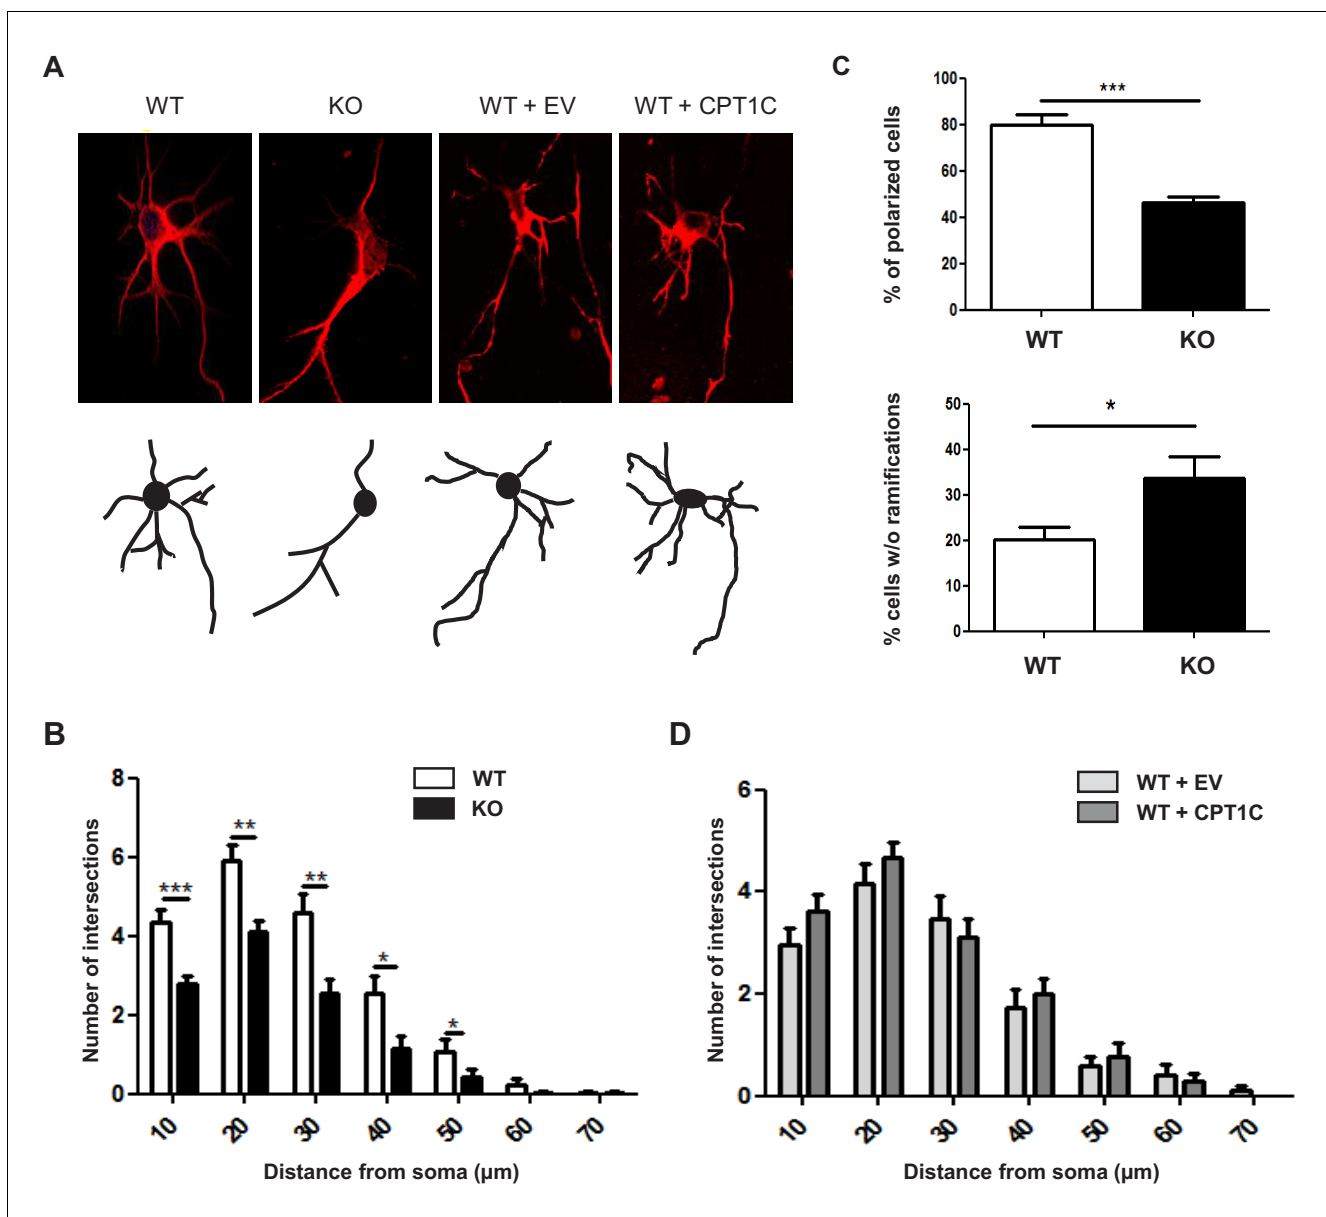 A
WT
KO
WT + EV
WT + CPT1C
C
% of polarized cells
100
80
60
40
20
0
***
WT
KO
% cells w/o ramifications
50
40
30
20
10
0
*
WT
KO
B
Number of intersections
8
6
4
2
0
WT
KO
***
**
**
*
*
10
20
30
40
50
60
70
Distance from soma (µm)
D
Number of intersections
6
4
2
0
WT + EV
WT + CPT1C
10
20
30
40
50
60
70
Distance from soma (µm)